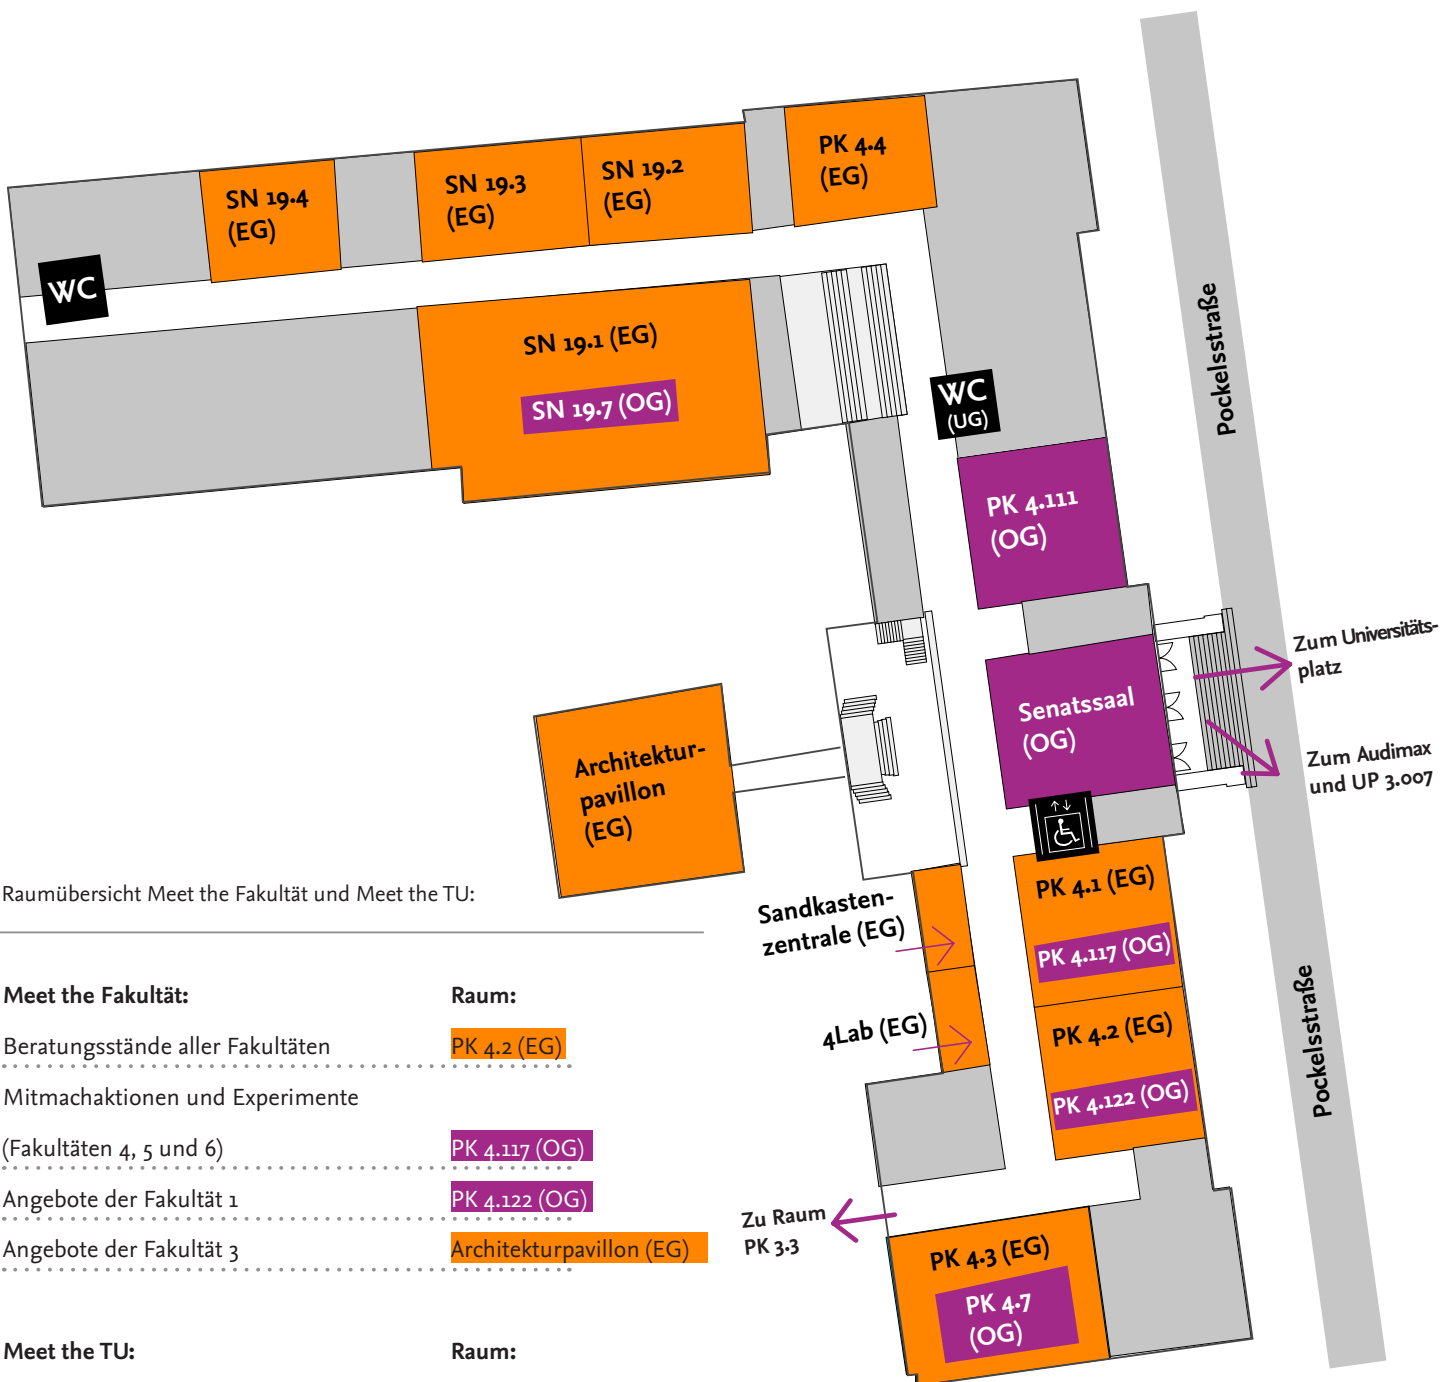 PK 4.4
(EG)
SN 19.2
(EG)
SN 19.3
(EG)
SN 19.4
(EG)
WC
SN 19.1 (EG)
SN 19.7 (OG)
Pockelsstraße
WC
(UG)
PK 4.111
(OG)
Zum Universitäts-
platz
Senatssaal
(OG)
Zum Audimax
und UP 3.007
Architektur-
pavillon
(EG)
PK 4.1 (EG)
PK 4.117 (OG)
Sandkasten-
zentrale (EG)
4Lab (EG)
PK 4.2 (EG)
PK 4.122 (OG)
Pockelsstraße
Zu Raum
PK 3.3
PK 4.3 (EG)
PK 4.7
(OG)
Raumübersicht Meet the Fakultät und Meet the TU:
Meet the Fakultät: Raum:
Beratungsstände aller Fakultäten PK 4.2 (EG)
Mitmachaktionen und Experimente
(Fakultäten 4, 5 und 6) PK 4.117 (OG)
Angebote der Fakultät 1 PK 4.122 (OG)
Angebote der Fakultät 3 Architekturpavillon (EG)
Meet the TU: Raum: